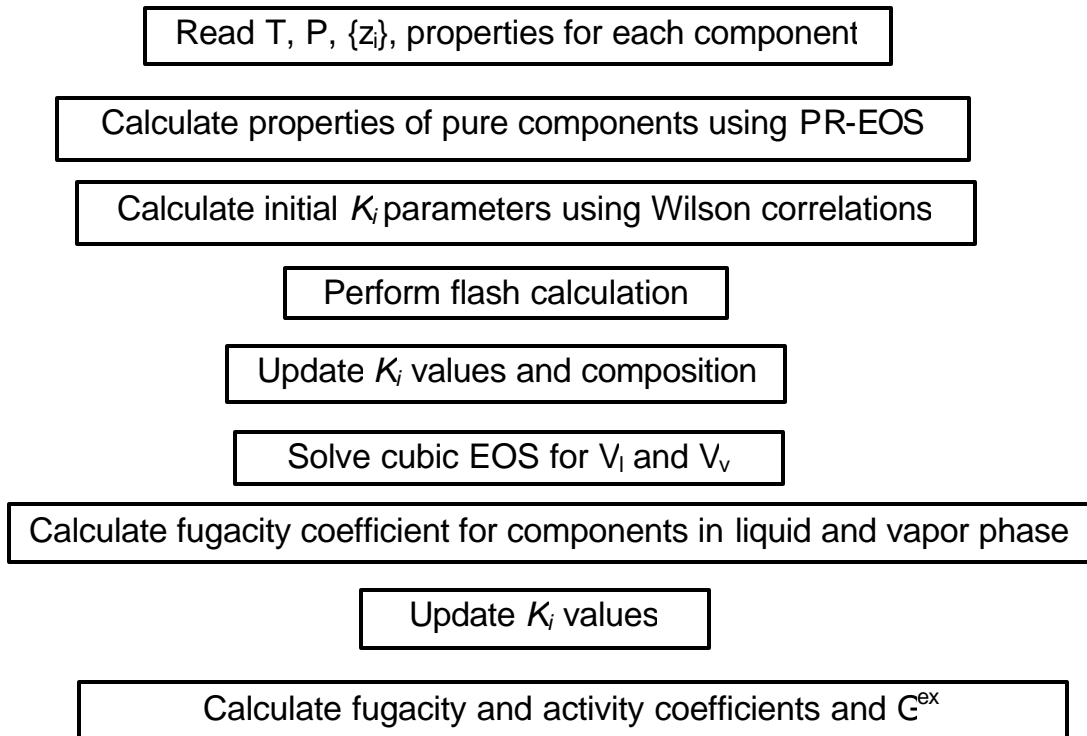 Read T, P, {zᵢ}, properties for each component
Calculate properties of pure components using PR-EOS
Calculate initial Kᵢ parameters using Wilson correlations
Perform flash calculation
Update Kᵢ values and composition
Solve cubic EOS for Vₗ and Vᵥ
Calculate fugacity coefficient for components in liquid and vapor phase
Update Kᵢ values
Calculate fugacity and activity coefficients and Gᵉˣ